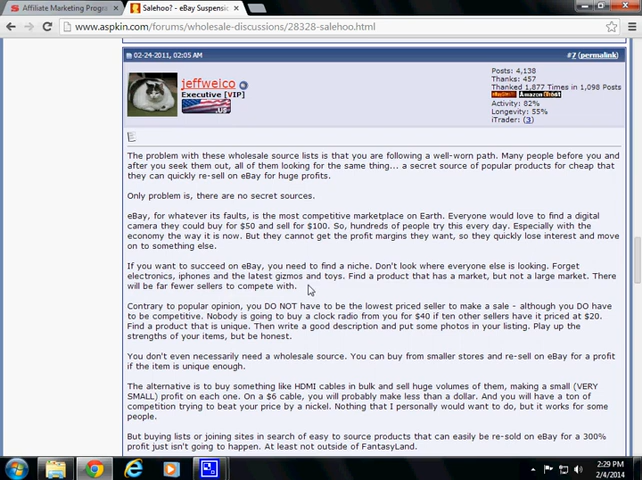 Affiliate Marketing Progra
Salehoo? - eBay Suspensio
www.aspkin.com/forums/wholesale-discussions/28328-salehoo.html
02-24-2011, 02:05 AM
#7 (permalink)
jeffweico
Executive [VIP]
US
Posts: 4,138
Thanks: 457
Thanked 1,877 Times in 1,098 Posts
Activity: 82%
Longevity: 55%
iTrader: (3)
The problem with these wholesale source lists is that you are following a well-worn path. Many people before you and
after you seek them out, all of them looking for the same thing... a secret source of popular products for cheap that
they can quickly re-sell on eBay for huge profits.
Only problem is, there are no secret sources.
eBay, for whatever its faults, is the most competitive marketplace on Earth. Everyone would love to find a digital
camera they could buy for $50 and sell for $100. So, hundreds of people try this every day. Especially with the
economy the way it is now. But they cannot get the profit margins they want, so they quickly lose interest and move
on to something else.
If you want to succeed on eBay, you need to find a niche. Don't look where everyone else is looking. Forget
electronics, iphones and the latest gizmos and toys. Find a product that has a market, but not a large market. There
will be far fewer sellers to compete with.
Contrary to popular opinion, you DO NOT have to be the lowest priced seller to make a sale - although you DO have
to be competitive. Nobody is going to buy a clock radio from you for $40 if ten other sellers have it priced at $20.
Find a product that is unique. Then write a good description and put some photos in your listing. Play up the
strengths of your items, but be honest.
You don't even necessarily need a wholesale source. You can buy from smaller stores and re-sell on eBay for a profit
if the item is unique enough.
The alternative is to buy something like HDMI cables in bulk and sell huge volumes of them, making a small (VERY
SMALL) profit on each one. On a $6 cable, you will probably make less than a dollar. And you will have a ton of
competition trying to beat your price by a nickel. Nothing that I personally would want to do, but it works for some
people.
But buying lists or joining sites in search of easy to source products that can easily be re-sold on eBay for a 300%
profit just isn't going to happen. At least not outside of FantasyLand.
2:29 PM
2/4/2014